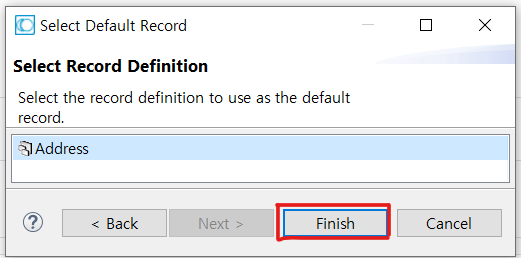 Select Default Record
Select Record Definition
Select the record definition to use as the default
record.
Address
? < Back Next > Finish Cancel